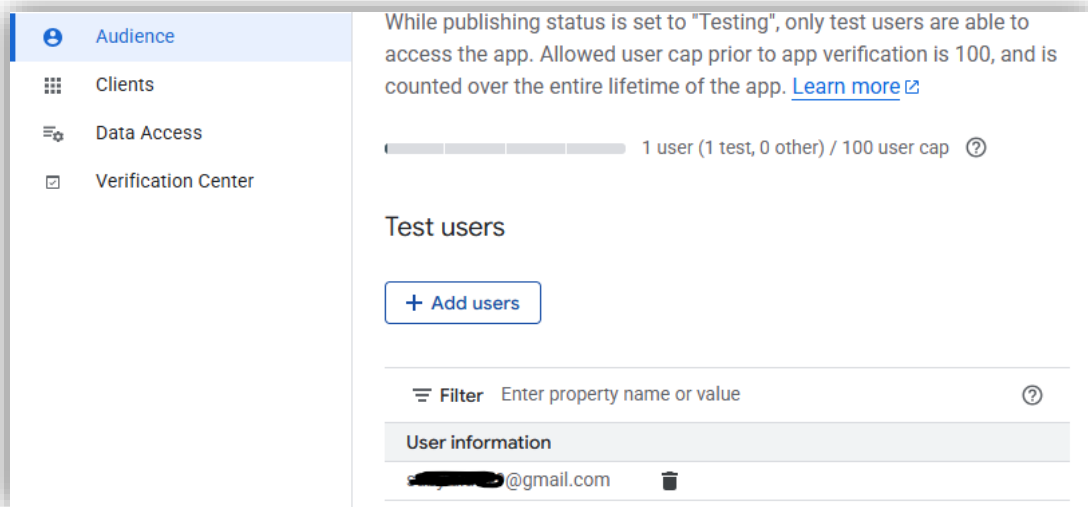 Audience
Clients
Data Access
Verification Center
While publishing status is set to "Testing", only test users are able to
access the app. Allowed user cap prior to app verification is 100, and is
counted over the entire lifetime of the app. Learn more
1 user (1 test, 0 other) / 100 user cap
Test users
+ Add users
Filter Enter property name or value
User information
@gmail.com